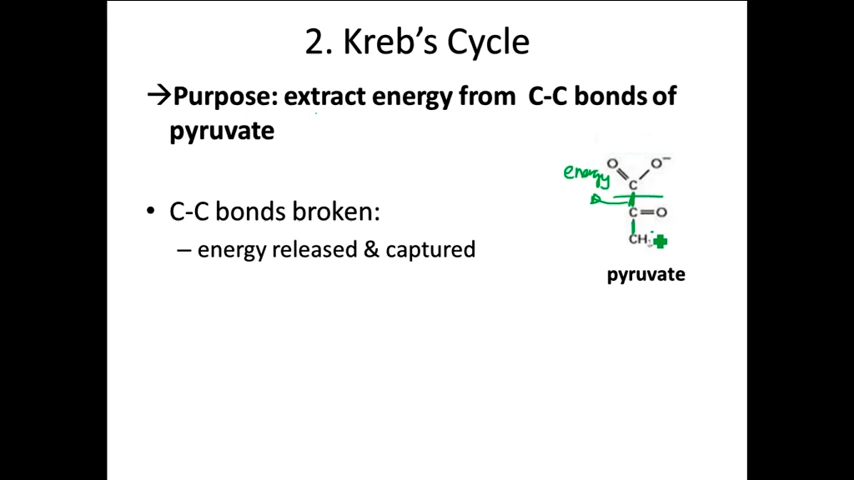 2. Kreb’s Cycle
→Purpose: extract energy from C-C bonds of
pyruvate
energy
O O⁻
C
• C-C bonds broken:
C=O
– energy released & captured
CH₃
pyruvate